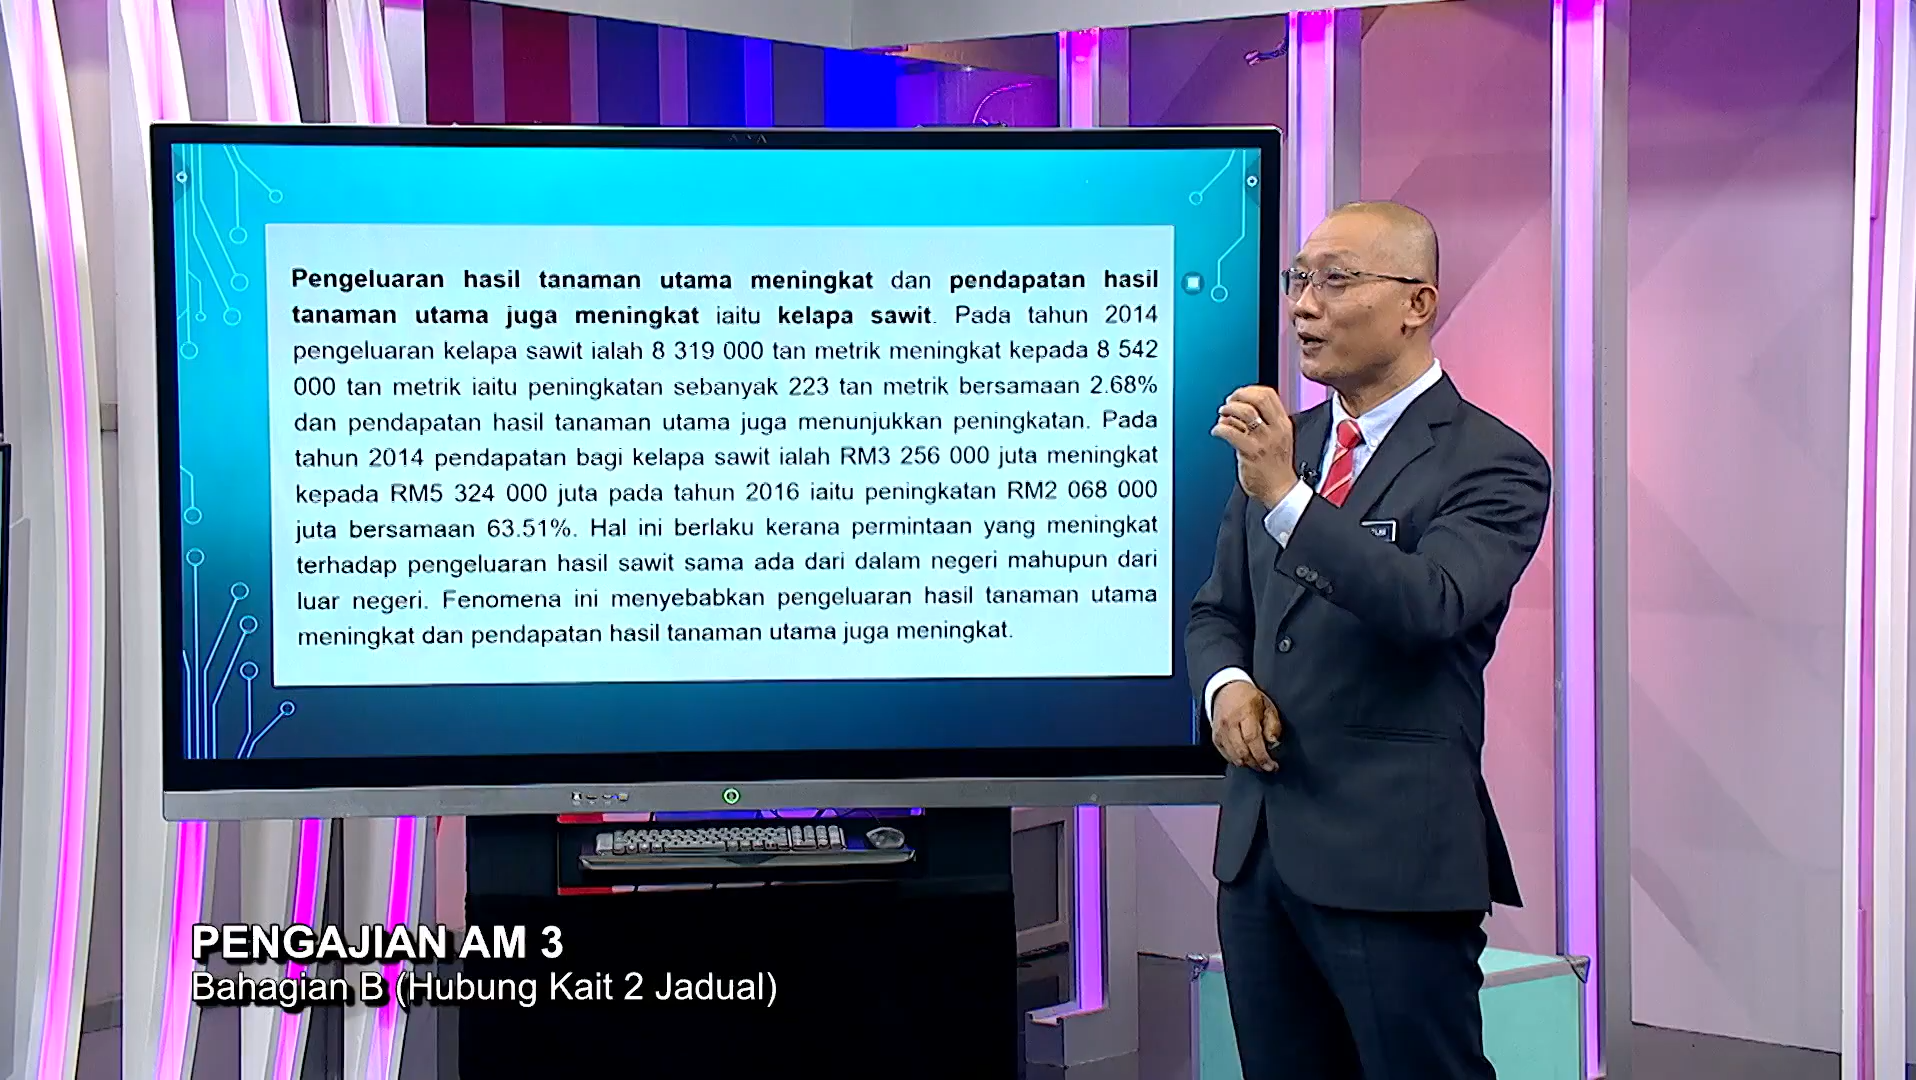 Pengeluaran hasil tanaman utama meningkat dan pendapatan hasil
tanaman utama juga meningkat iaitu kelapa sawit. Pada tahun 2014
pengeluaran kelapa sawit ialah 8 319 000 tan metrik meningkat kepada 8 542
000 tan metrik iaitu peningkatan sebanyak 223 tan metrik bersamaan 2.68%
dan pendapatan hasil tanaman utama juga menunjukkan peningkatan. Pada
tahun 2014 pendapatan bagi kelapa sawit ialah RM3 256 000 juta meningkat
kepada RM5 324 000 juta pada tahun 2016 iaitu peningkatan RM2 068 000
juta bersamaan 63.51%. Hal ini berlaku kerana permintaan yang meningkat
terhadap pengeluaran hasil sawit sama ada dari dalam negeri mahupun dari
luar negeri. Fenomena ini menyebabkan pengeluaran hasil tanaman utama
meningkat dan pendapatan hasil tanaman utama juga meningkat.
PENGAJIAN AM 3
Bahagian B (Hubung Kait 2 Jadual)